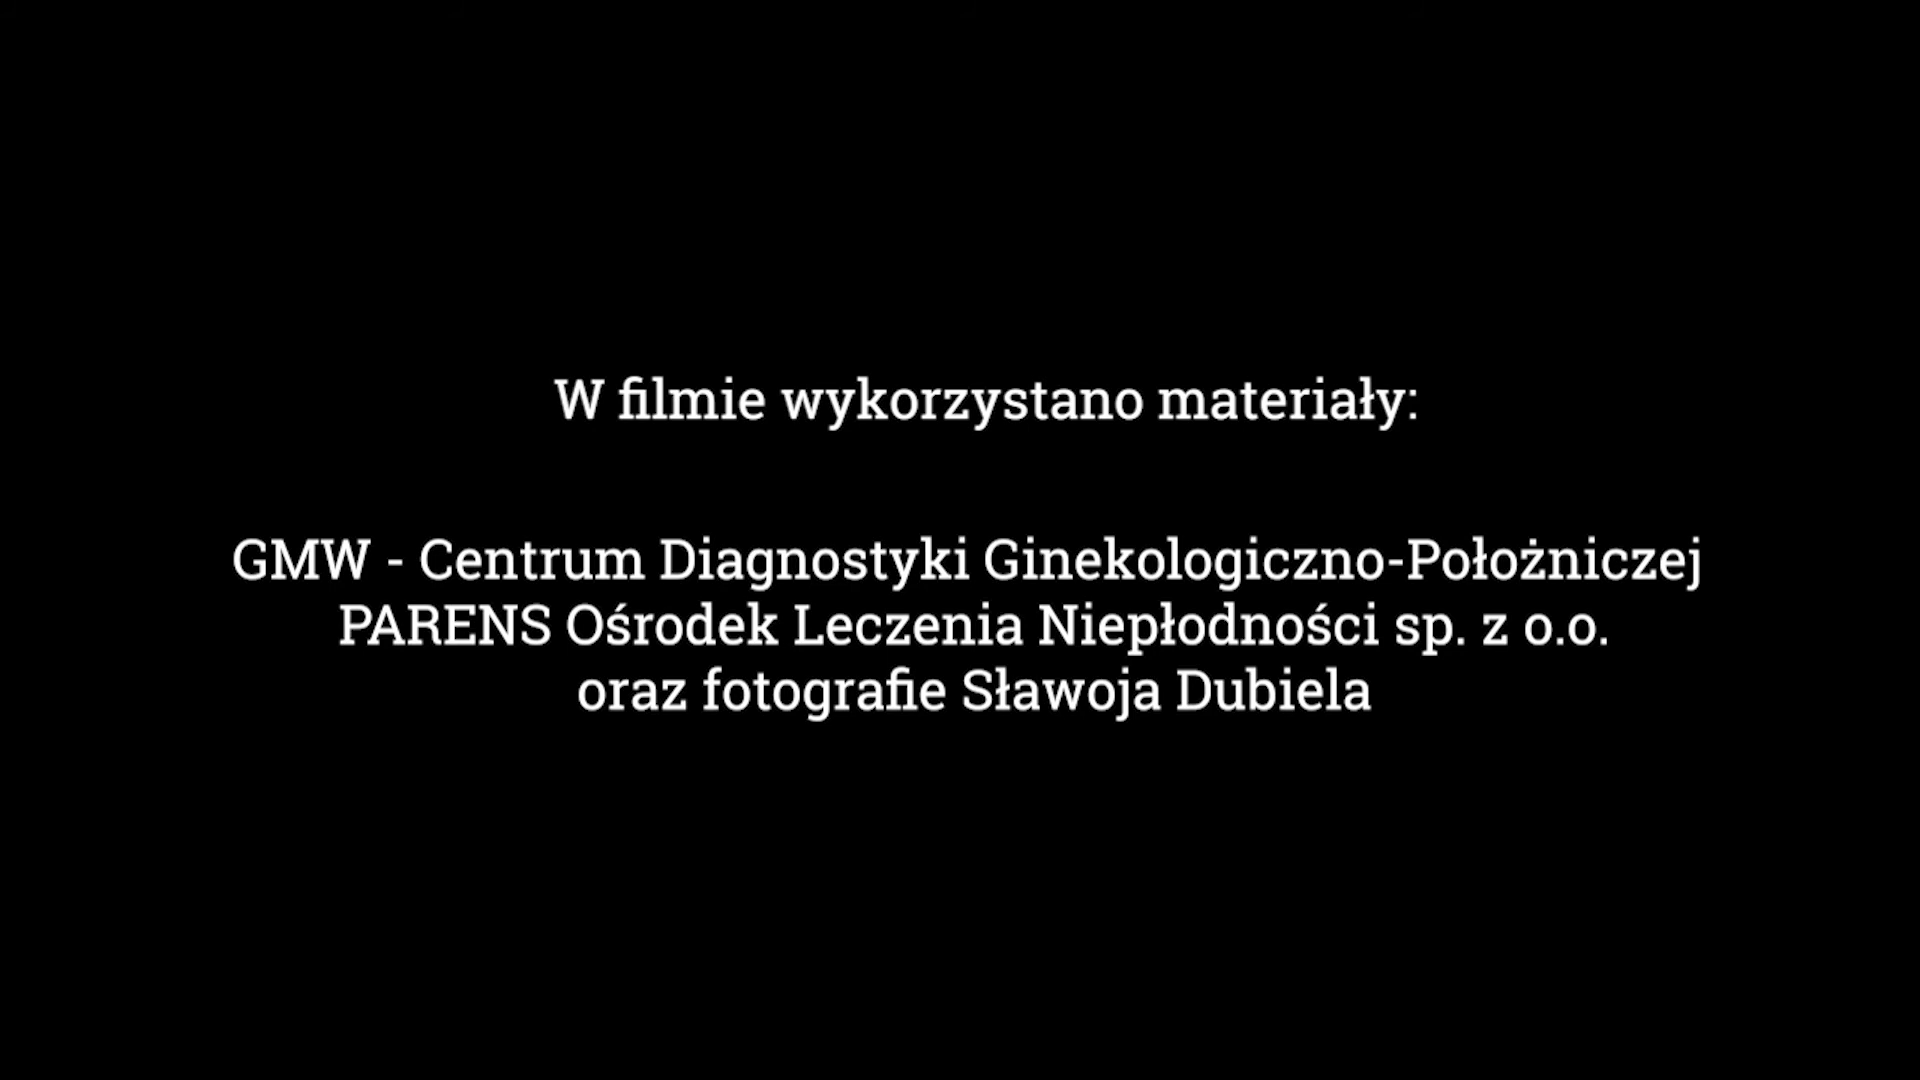 W filmie wykorzystano materiały:
GMW - Centrum Diagnostyki Ginekologiczno-Położniczej
PARENS Ośrodek Leczenia Niepłodności sp. z o.o.
oraz fotografie Sławoja Dubiela